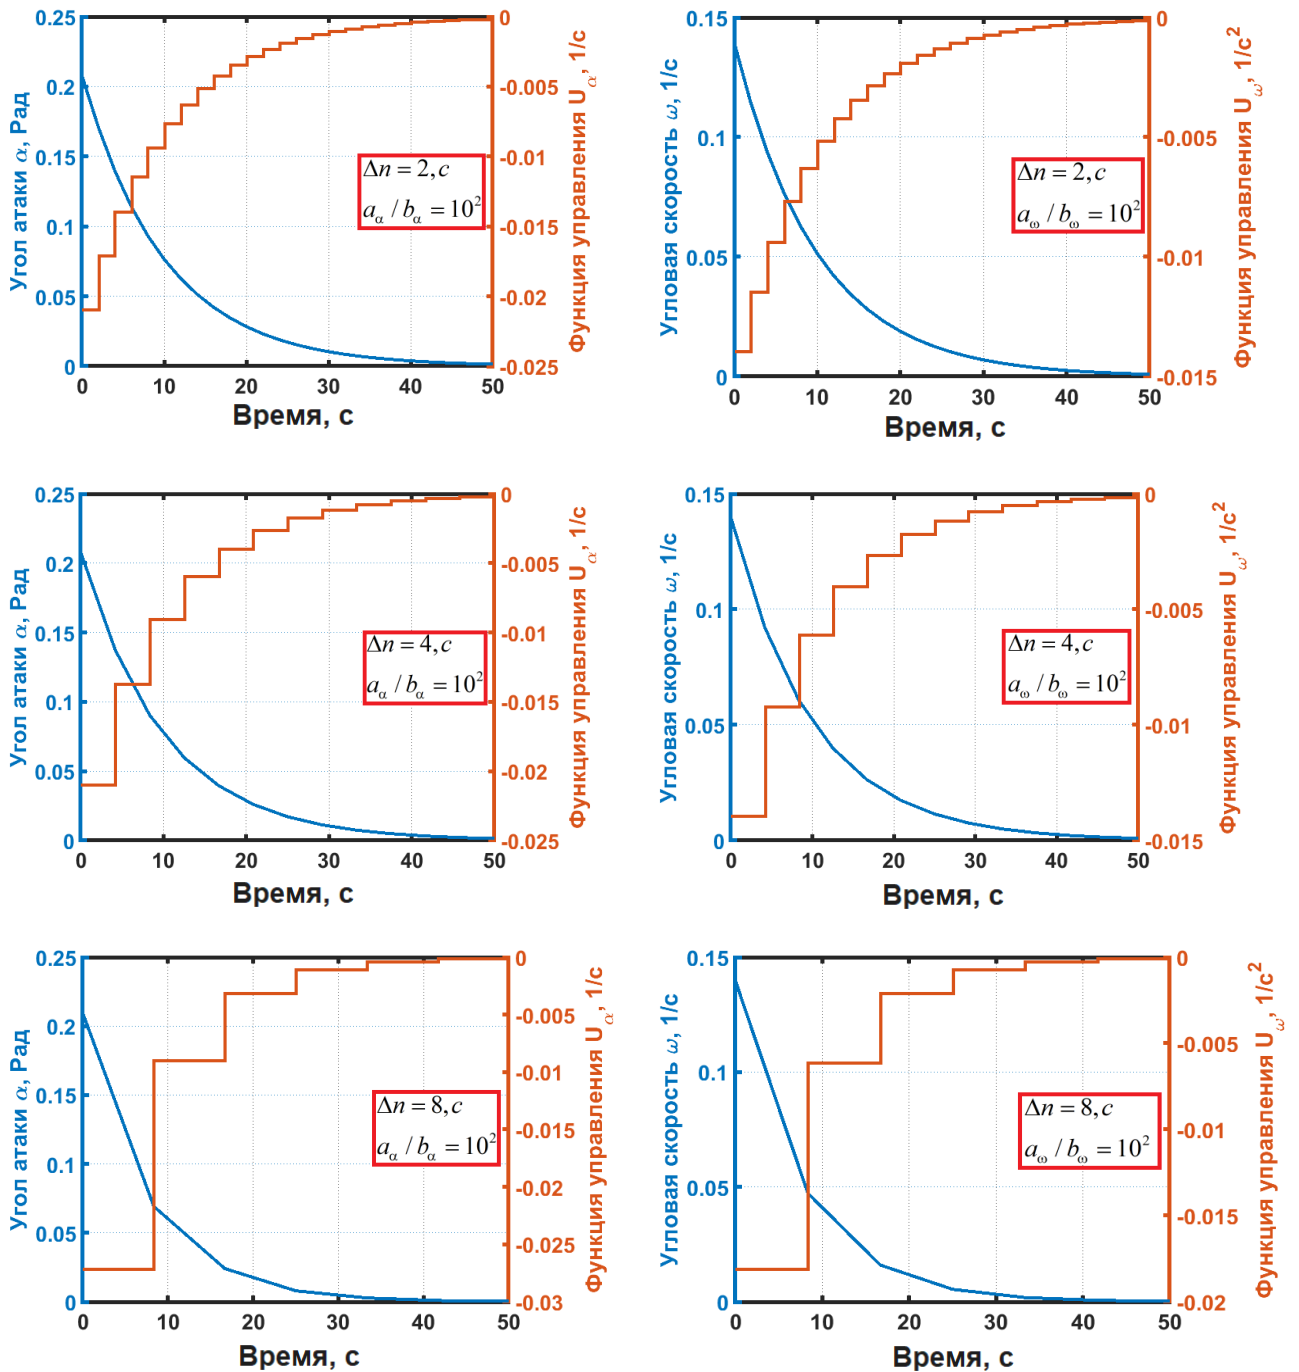 0.25
0.2
0.15
0.1
0.05
0
Угол атаки α, Рад
0
-0.005
-0.01
-0.015
-0.02
-0.025
Функция управления U_α, 1/с
Δn = 2, c
a_α / b_α = 10²
0 10 20 30 40 50
Время, с
0.15
0.1
0.05
0
Угловая скорость ω, 1/с
0
-0.005
-0.01
-0.015
Функция управления U_ω, 1/с²
Δn = 2, c
a_ω / b_ω = 10²
0 10 20 30 40 50
Время, с
0.25
0.2
0.15
0.1
0.05
0
Угол атаки α, Рад
0
-0.005
-0.01
-0.015
-0.02
-0.025
Функция управления U_α, 1/с
Δn = 4, c
a_α / b_α = 10²
0 10 20 30 40 50
Время, с
0.15
0.1
0.05
0
Угловая скорость ω, 1/с
0
-0.005
-0.01
-0.015
Функция управления U_ω, 1/с²
Δn = 4, c
a_ω / b_ω = 10²
0 10 20 30 40 50
Время, с
0.25
0.2
0.15
0.1
0.05
0
Угол атаки α, Рад
0
-0.005
-0.01
-0.015
-0.02
-0.025
-0.03
Функция управления U_α, 1/с
Δn = 8, c
a_α / b_α = 10²
0 10 20 30 40 50
Время, с
0.15
0.1
0.05
0
Угловая скорость ω, 1/с
0
-0.005
-0.01
-0.015
-0.02
Функция управления U_ω, 1/с²
Δn = 8, c
a_ω / b_ω = 10²
0 10 20 30 40 50
Время, с